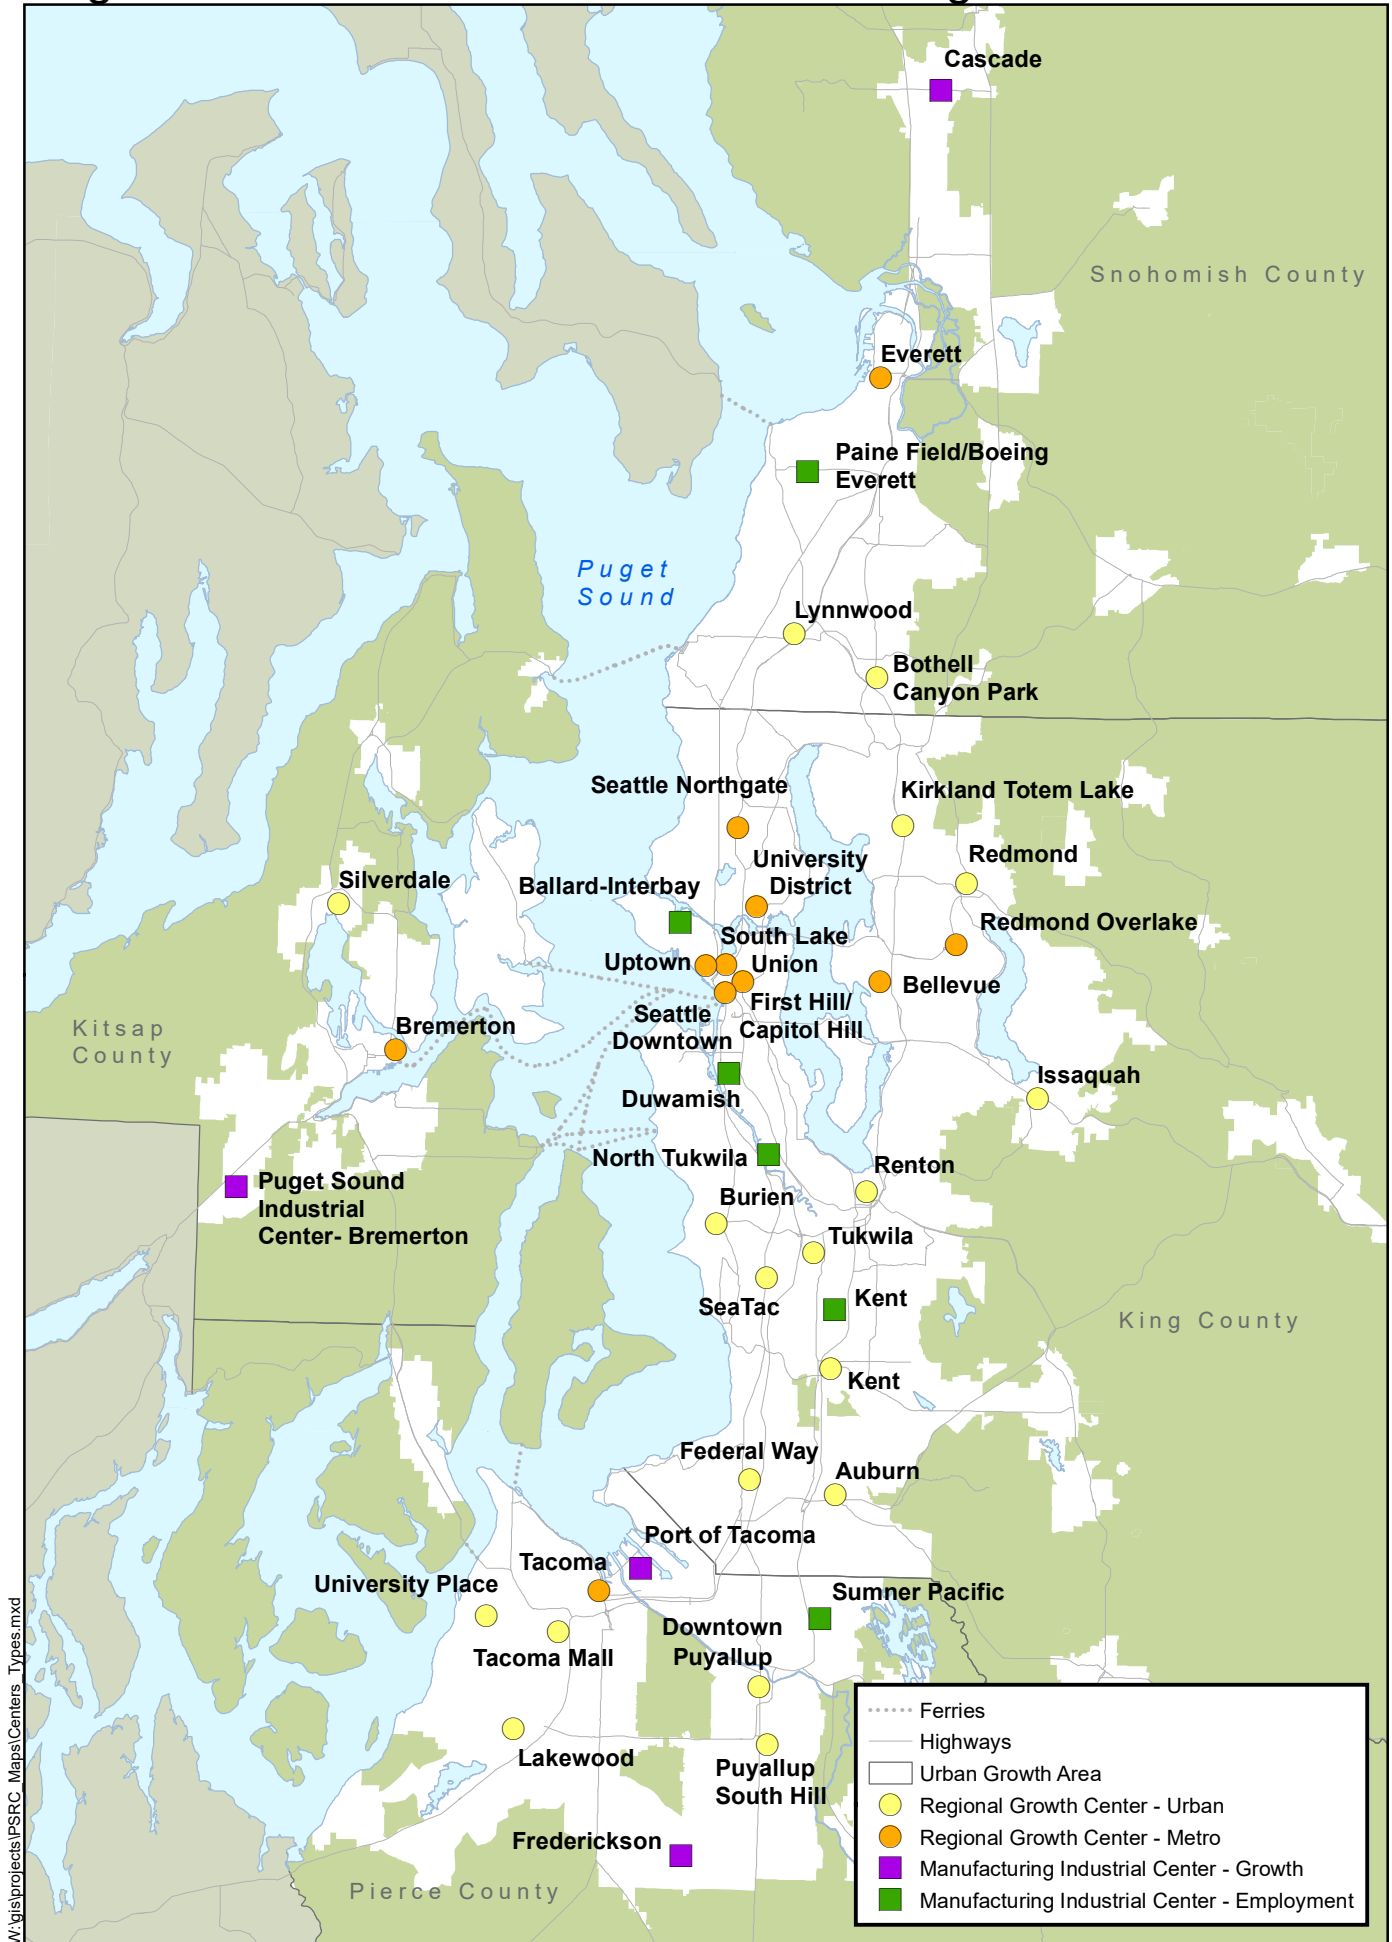 Cascade
Snohomish County
Everett
Paine Field/Boeing
Everett
Puget
Sound
Lynnwood
Bothell
Canyon Park
Seattle Northgate
Kirkland Totem Lake
University
District
Redmond
Silverdale
Ballard-Interbay
Redmond Overlake
South Lake
Union
Uptown
Bellevue
First Hill/
Capitol Hill
Seattle
Downtown
Kitsap
County
Bremerton
Issaquah
Duwamish
North Tukwila
Renton
Puget Sound
Industrial
Center- Bremerton
Burien
Tukwila
SeaTac
Kent
King County
Kent
Federal Way
Auburn
Port of Tacoma
Tacoma
University Place
Sumner Pacific
Tacoma Mall
Downtown
Puyallup
Lakewood
Puyallup
South Hill
Frederickson
Pierce County
Ferries
Highways
Urban Growth Area
Regional Growth Center - Urban
Regional Growth Center - Metro
Manufacturing Industrial Center - Growth
Manufacturing Industrial Center - Employment
W:\gis\projects\PSRC_Maps\Centers_Types.mxd